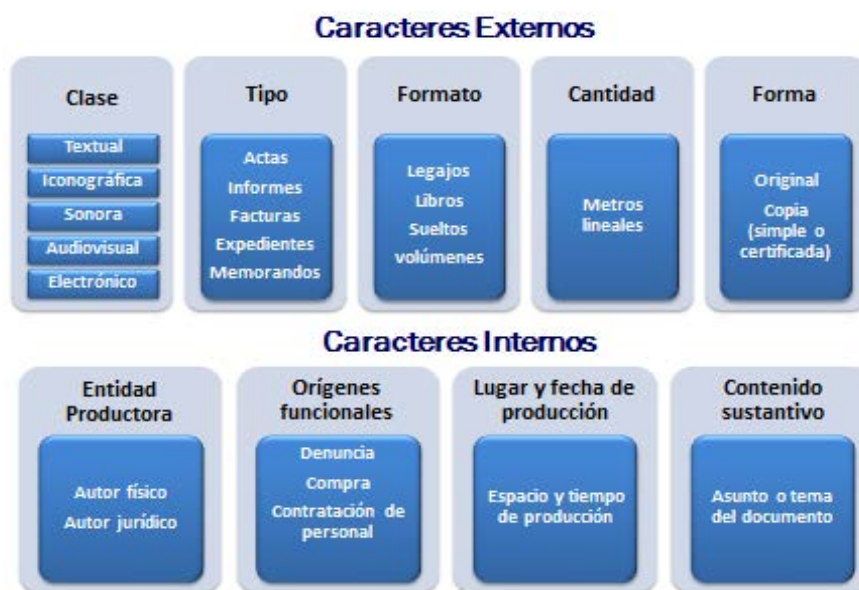 Caracteres Externos
Clase
Textual
Iconográfica
Sonora
Audiovisual
Electrónico
Tipo
Actas
Informes
Facturas
Expedientes
Memorandos
Formato
Legajos
Libros
Sueltos
volúmenes
Cantidad
Metros
lineales
Forma
Original
Copia
(simple o
certificada)
Caracteres Internos
Entidad
Productora
Autor físico
Autor jurídico
Orígenes
funcionales
Denuncia
Compra
Contratación de
personal
Lugar y fecha de
producción
Espacio y tiempo
de producción
Contenido
sustantivo
Asunto o tema
del documento